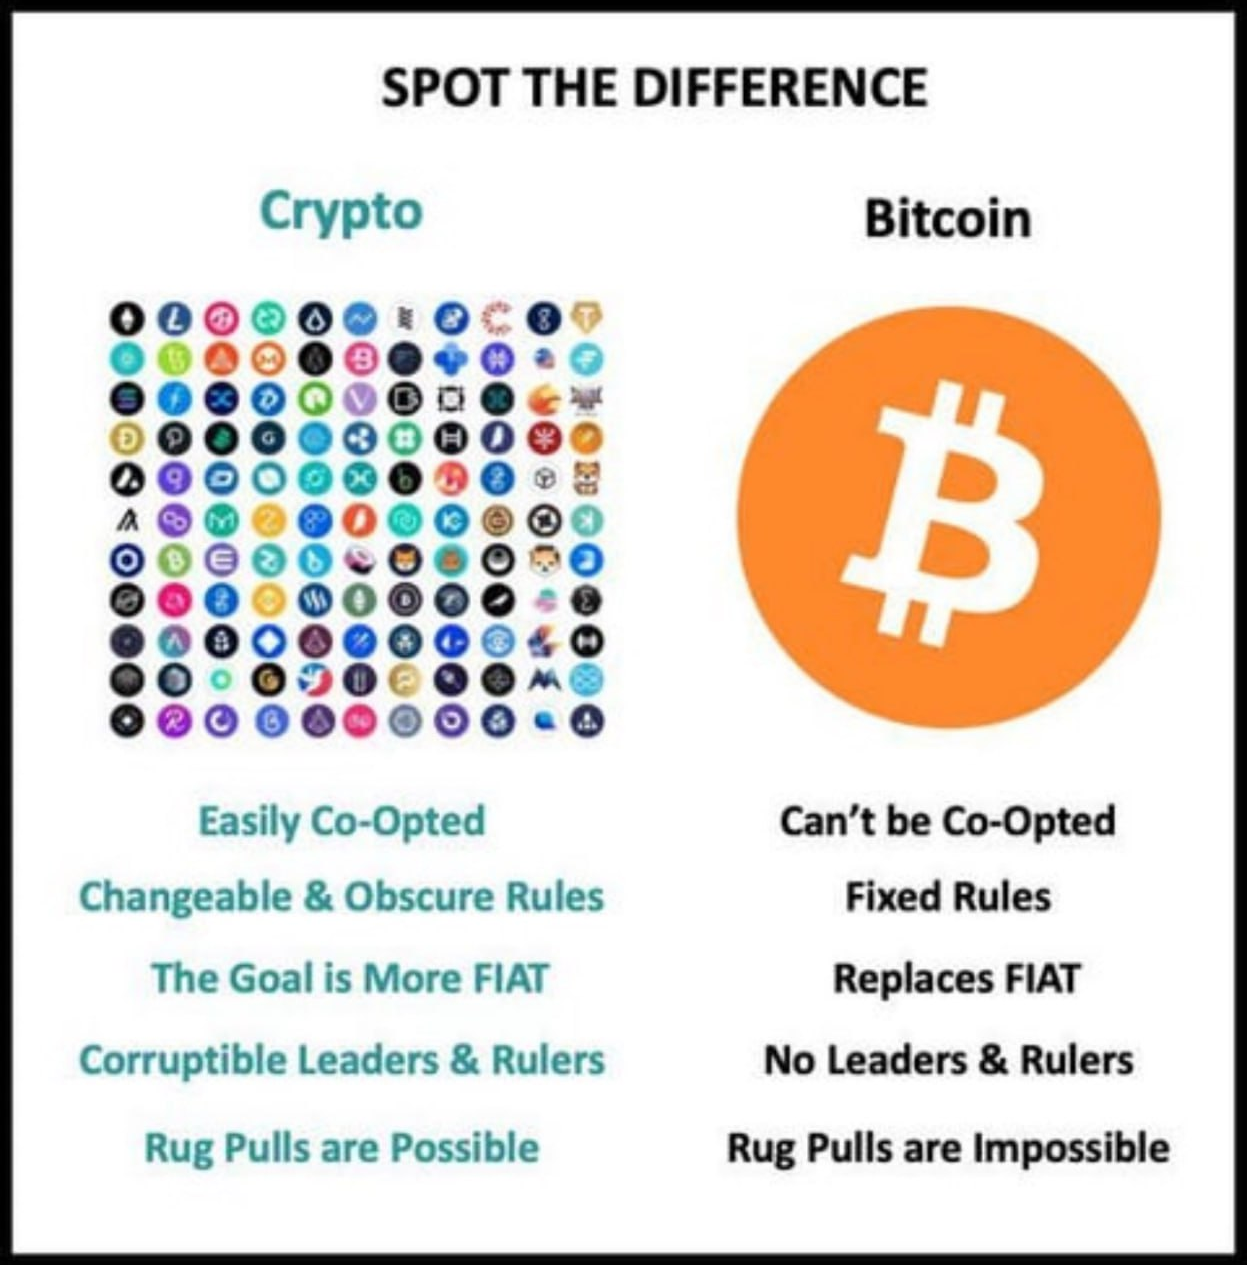 SPOT THE DIFFERENCE
Crypto
Bitcoin
Easily Co-Opted
Can't be Co-Opted
Changeable & Obscure Rules
Fixed Rules
The Goal is More FIAT
Replaces FIAT
Corruptible Leaders & Rulers
No Leaders & Rulers
Rug Pulls are Possible
Rug Pulls are Impossible